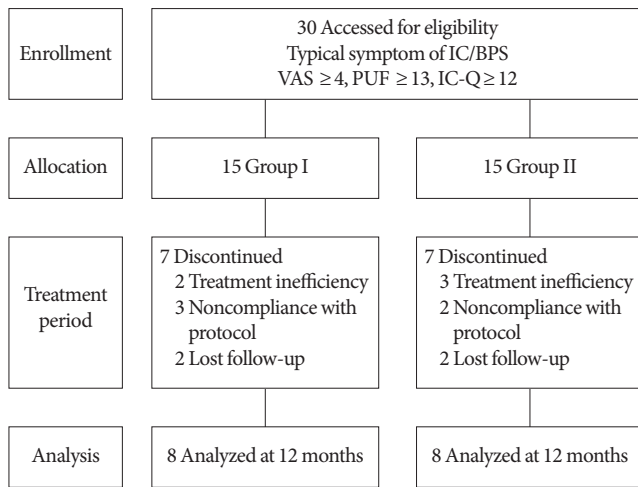 Enrollment
30 Accessed for eligibility
Typical symptom of IC/BPS
VAS ≥4, PUF ≥13, IC-Q≥12
Allocation
15 Group I
15 Group II
Treatment
period
7 Discontinued
2 Treatment inefficiency
3 Noncompliance with
protocol
2 Lost follow-up
7 Discontinued
3 Treatment inefficiency
2 Noncompliance with
protocol
2 Lost follow-up
Analysis
8 Analyzed at 12 months
8 Analyzed at 12 months